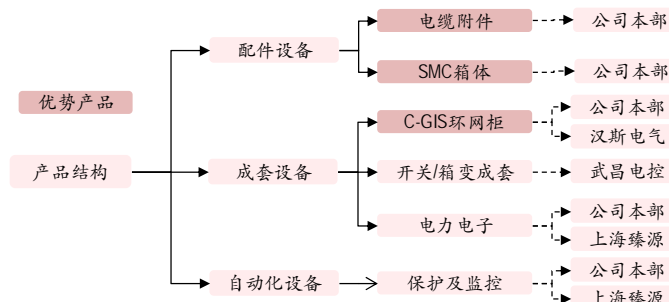 电缆附件
公司本部
配件设备
SMC箱体
公司本部
优势产品
C-GIS环网柜
公司本部
汉斯电气
产品结构
成套设备
开关/箱变成套
武昌电控
电力电子
公司本部
上海臻源
自动化设备
保护及监控
公司本部
上海臻源